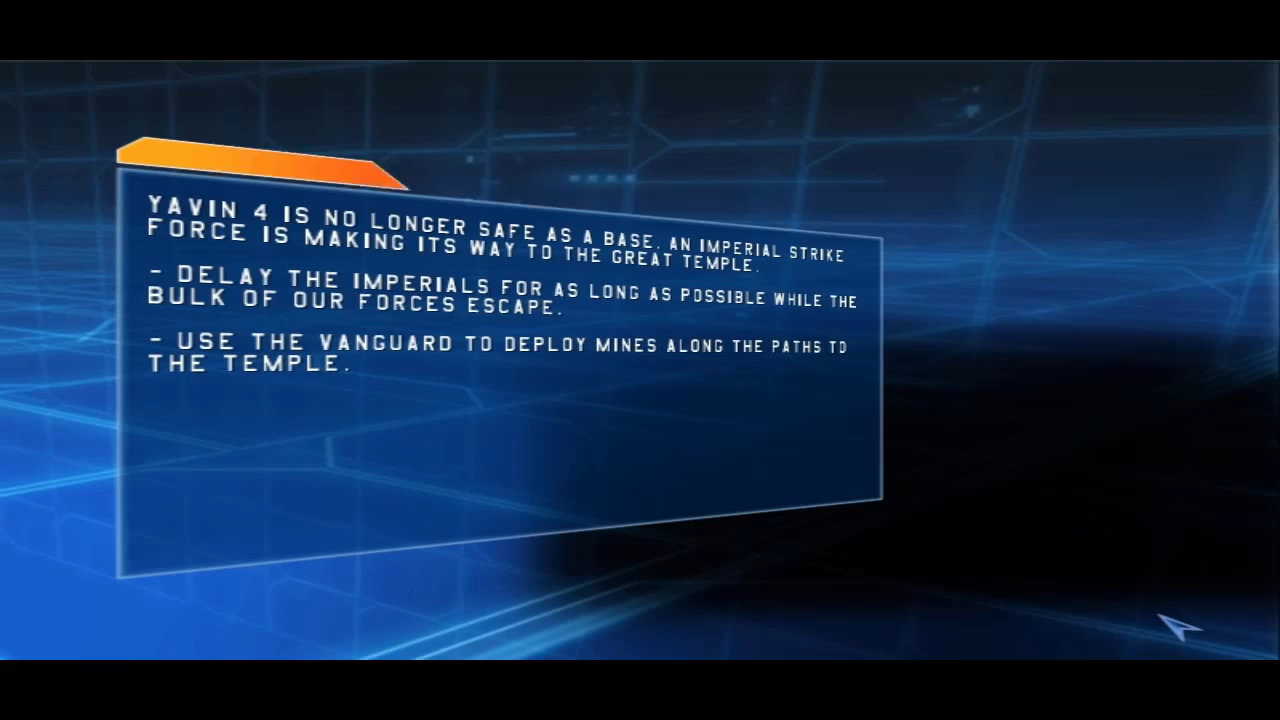 YAVIN 4 IS NO LONGER SAFE AS A BASE. AN IMPERIAL STRIKE
FORCE IS MAKING ITS WAY TO THE GREAT TEMPLE.
- DELAY THE IMPERIALS FOR AS LONG AS POSSIBLE WHILE THE
BULK OF OUR FORCES ESCAPE.
- USE THE VANGUARD TO DEPLOY MINES ALONG THE PATHS TO
THE TEMPLE.